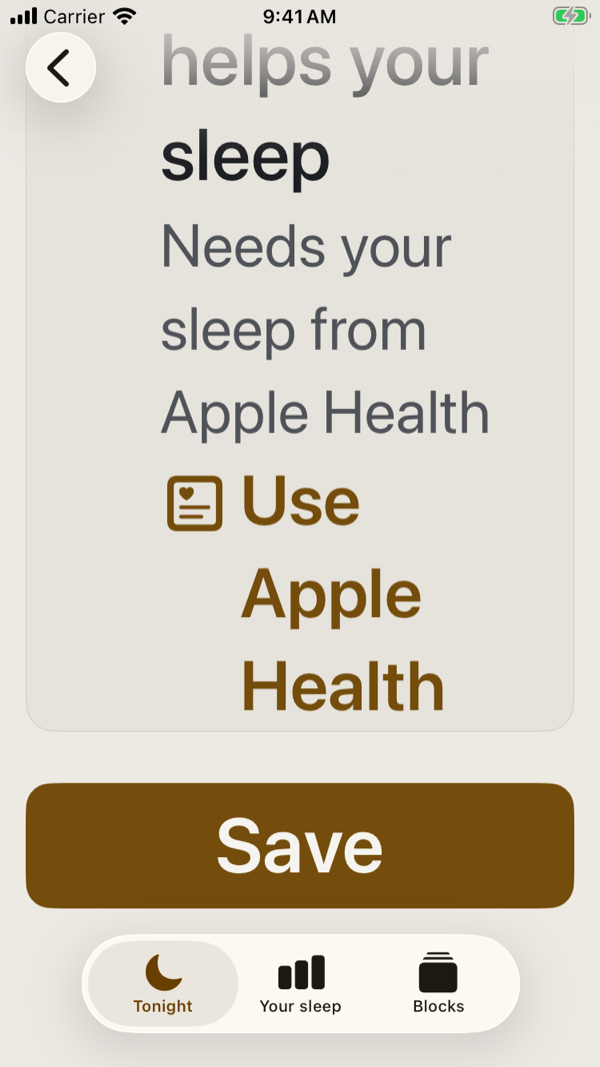 Carrier 9:41 AM
helps your
sleep
Needs your
sleep from
Apple Health
Use
Apple
Health
Save
Tonight Your sleep Blocks